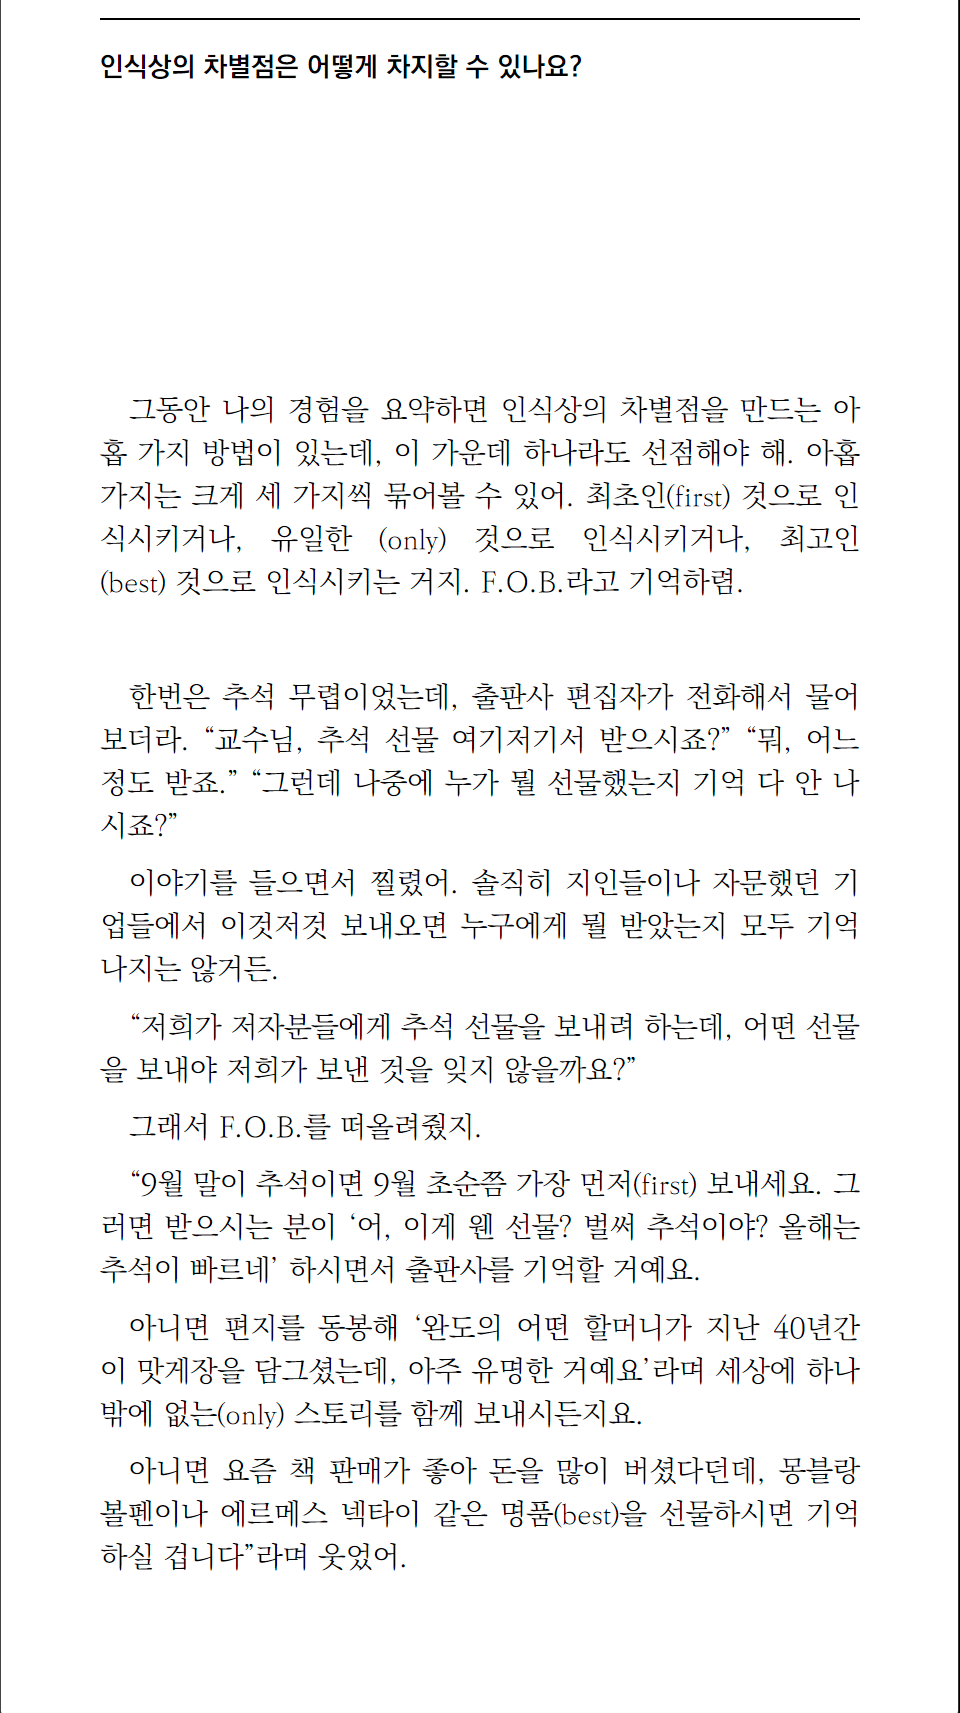 인식상의 차별점은 어떻게 차지할 수 있나요?
그동안 나의 경험을 요약하면 인식상의 차별점을 만드는 아
홉 가지 방법이 있는데, 이 가운데 하나라도 선점해야 해. 아홉
가지는 크게 세 가지씩 묶어볼 수 있어. 최초인(first) 것으로 인
식시키거나, 유일한 (only) 것으로 인식시키거나, 최고인
(best) 것으로 인식시키는 거지. F.O.B.라고 기억하렴.
한번은 추석 무렵이었는데, 출판사 편집자가 전화해서 물어
보더라. “교수님, 추석 선물 여기저기서 받으시죠?” “뭐, 어느
정도 받죠.” “그런데 나중에 누가 뭘 선물했는지 기억 다 안 나
시죠?”
이야기를 들으면서 찔렸어. 솔직히 지인들이나 자문했던 기
업들에서 이것저것 보내오면 누구에게 뭘 받았는지 모두 기억
나지는 않거든.
“저희가 저자분들에게 추석 선물을 보내려 하는데, 어떤 선물
을 보내야 저희가 보낸 것을 잊지 않을까요?”
그래서 F.O.B.를 떠올려줬지.
“9월 말이 추석이면 9월 초순쯤 가장 먼저(first) 보내세요. 그
러면 받으시는 분이 ‘어, 이게 웬 선물? 벌써 추석이야? 올해는
추석이 빠르네’ 하시면서 출판사를 기억할 거예요.
아니면 편지를 동봉해 ‘완도의 어떤 할머니가 지난 40년간
이 맛게장을 담그셨는데, 아주 유명한 거예요’라며 세상에 하나
밖에 없는(only) 스토리를 함께 보내시든지요.
아니면 요즘 책 판매가 좋아 돈을 많이 버셨다던데, 몽블랑
볼펜이나 에르메스 넥타이 같은 명품(best)을 선물하시면 기억
하실 겁니다”라며 웃었어.